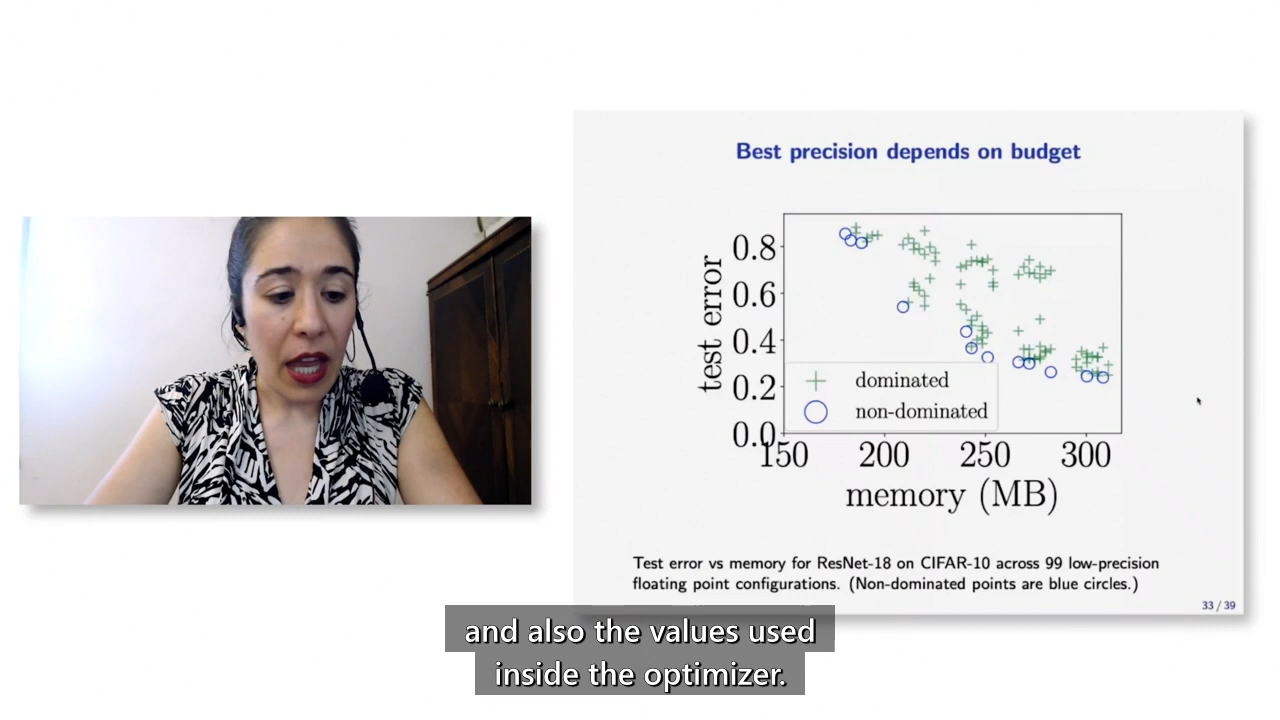 Best precision depends on budget
test error
0.8
0.6
0.4
0.2
0.0
dominated
non-dominated
150 200 250 300
memory (MB)
Test error vs memory for ResNet-18 on CIFAR-10 across 99 low-precision
floating point configurations. (Non-dominated points are blue circles.)
33 / 39
and also the values used
inside the optimizer.